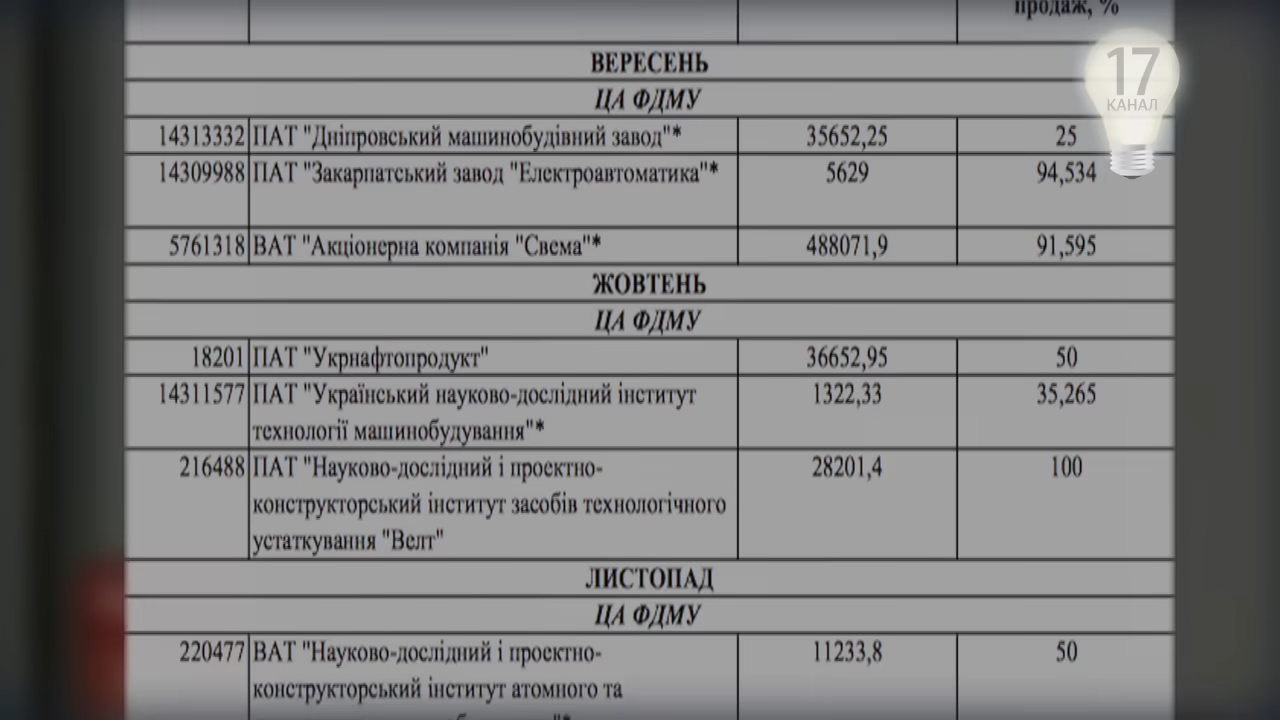 продаж, %
ВЕРЕСЕНЬ
ЦА ФДМУ
14313332 ПАТ "Дніпровський машинобудівний завод"* 35652,25 25
14309988 ПАТ "Закарпатський завод "Електроавтоматика"* 5629 94,534
5761318 ВАТ "Акціонерна компанія "Свема"* 488071,9 91,595
ЖОВТЕНЬ
ЦА ФДМУ
18201 ПАТ "Укрнафтопродукт" 36652,95 50
14311577 ПАТ "Український науково-дослідний інститут 1322,33 35,265
технології машинобудування"*
216488 ПАТ "Науково-дослідний і проектно- 28201,4 100
конструкторський інститут засобів технологічного
устаткування "Велт"
ЛИСТОПАД
ЦА ФДМУ
220477 ВАТ "Науково-дослідний і проектно- 11233,8 50
конструкторський інститут атомного та
17
КАНАЛ